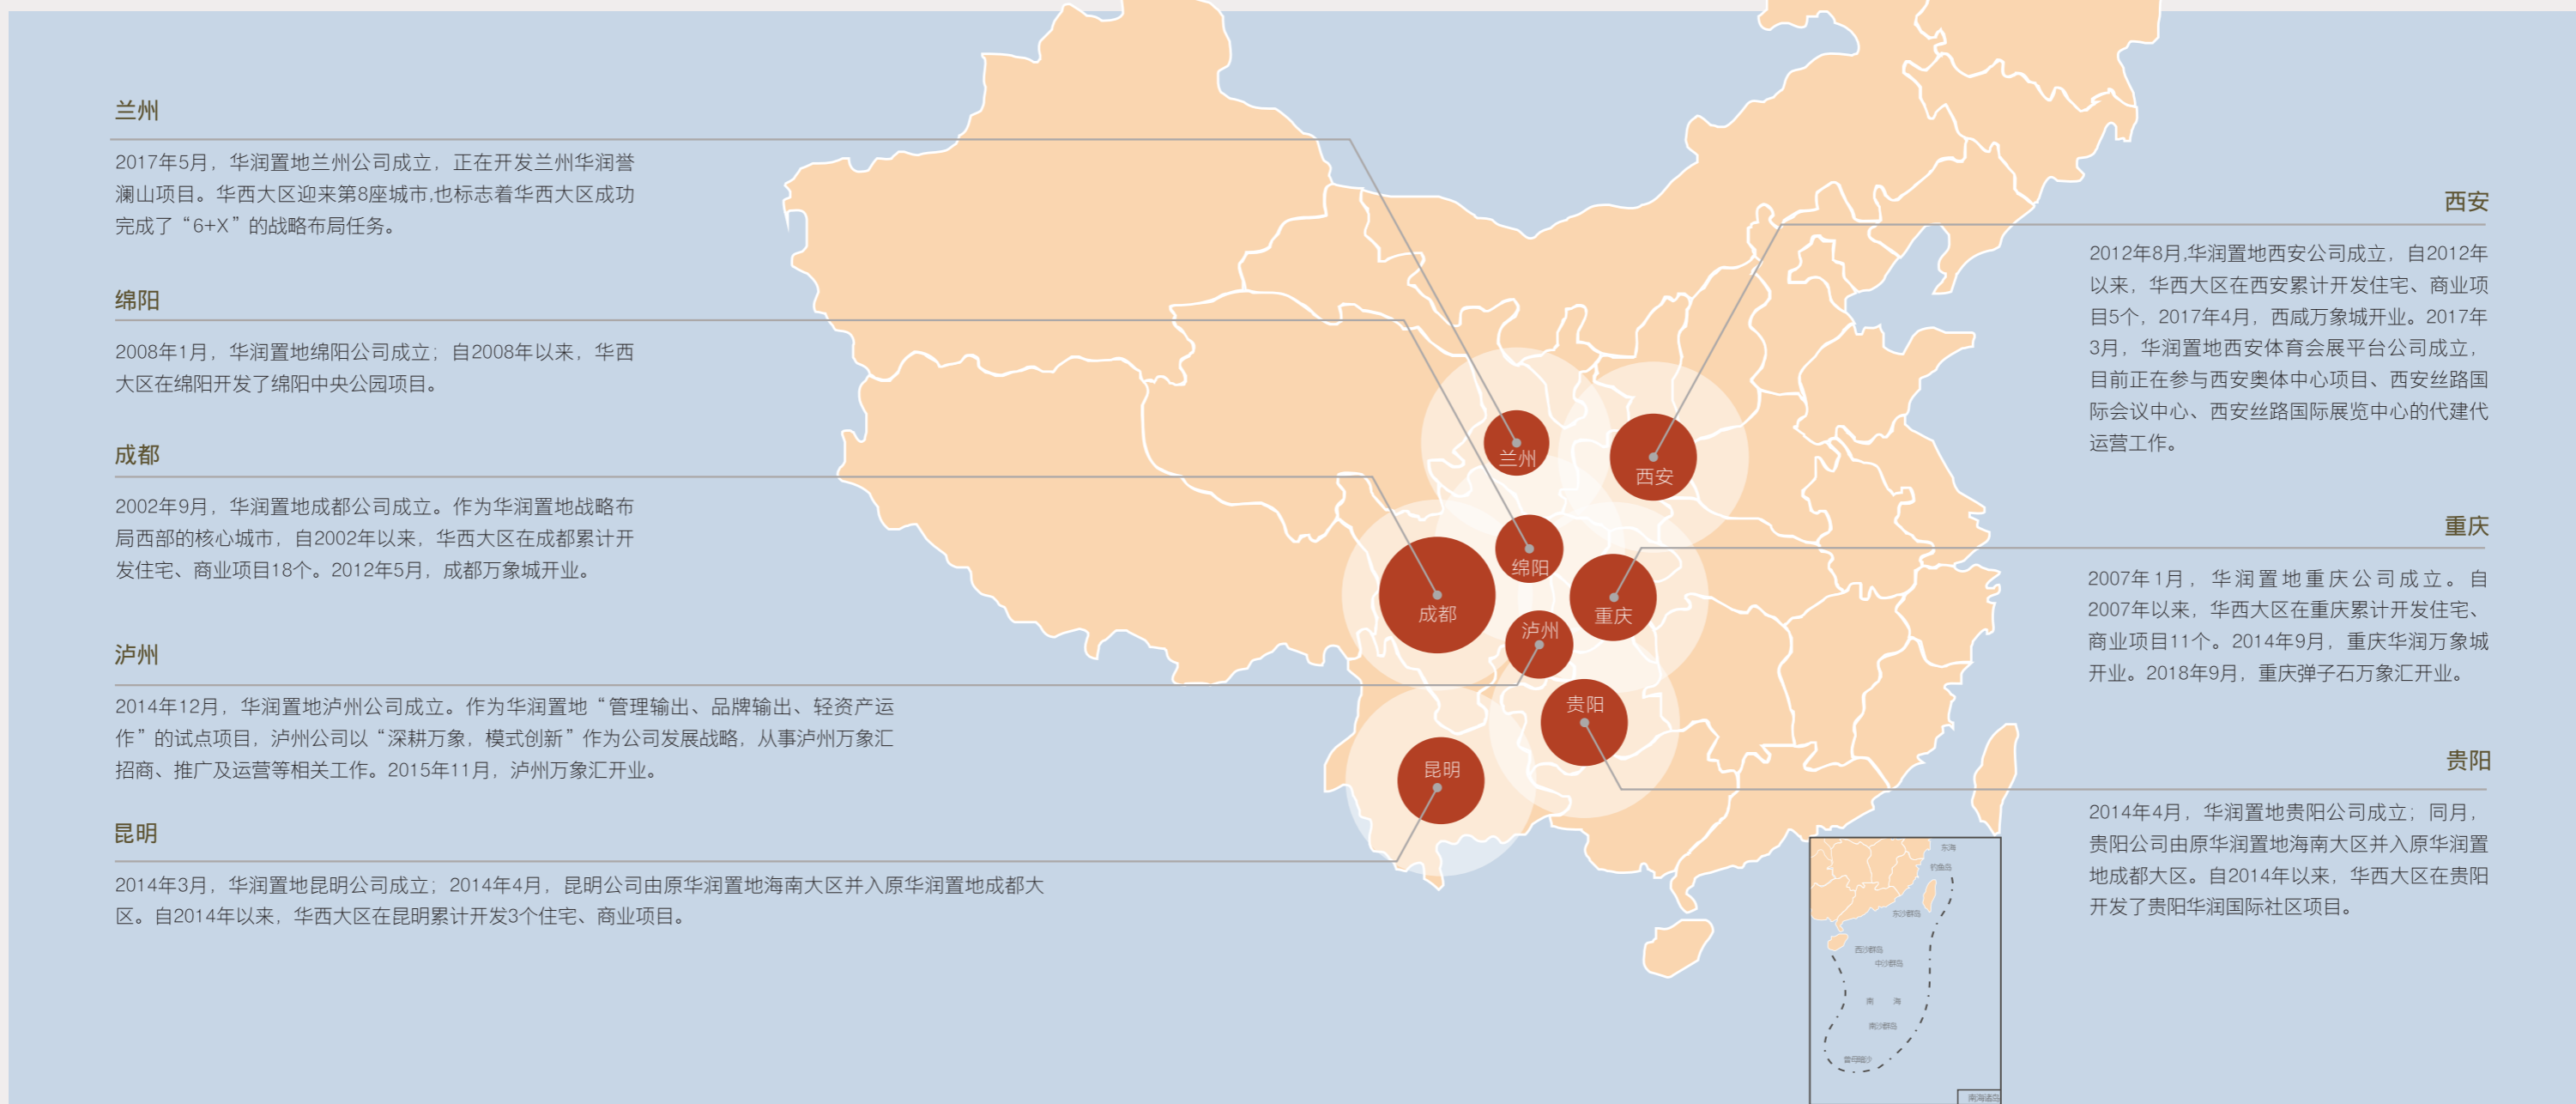 兰州
2017年5月，华润置地兰州公司成立，正在开发兰州华润誉
澜山项目。华西大区迎来第8座城市,也标志着华西大区成功
完成了“6+X”的战略布局任务。
绵阳
2008年1月，华润置地绵阳公司成立；自2008年以来，华西
大区在绵阳开发了绵阳中央公园项目。
成都
2002年9月，华润置地成都公司成立。作为华润置地战略布
局西部的核心城市，自2002年以来，华西大区在成都累计开
发住宅、商业项目18个。2012年5月，成都万象城开业。
泸州
2014年12月，华润置地泸州公司成立。作为华润置地“管理输出、品牌输出、轻资产运
作”的试点项目，泸州公司以“深耕万象，模式创新”作为公司发展战略，从事泸州万象汇
招商、推广及运营等相关工作。2015年11月，泸州万象汇开业。
昆明
2014年3月，华润置地昆明公司成立；2014年4月，昆明公司由原华润置地海南大区并入原华润置地成都大
区。自2014年以来，华西大区在昆明累计开发3个住宅、商业项目。
兰州
西安
绵阳
成都
重庆
泸州
贵阳
昆明
西安
2012年8月,华润置地西安公司成立，自2012年
以来，华西大区在西安累计开发住宅、商业项
目5个，2017年4月，西咸万象城开业。2017年
3月，华润置地西安体育会展平台公司成立，
目前正在参与西安奥体中心项目、西安丝路国
际会议中心、西安丝路国际展览中心的代建代
运营工作。
重庆
2007年1月，华润置地重庆公司成立。自
2007年以来，华西大区在重庆累计开发住宅、
商业项目11个。2014年9月，重庆华润万象城
开业。2018年9月，重庆弹子石万象汇开业。
贵阳
2014年4月，华润置地贵阳公司成立；同月，
贵阳公司由原华润置地海南大区并入原华润置
地成都大区。自2014年以来，华西大区在贵阳
开发了贵阳华润国际社区项目。
东海
钓鱼岛
东沙群岛
西沙群岛
中沙群岛
南 海
南沙群岛
曾母暗沙
南海诸岛